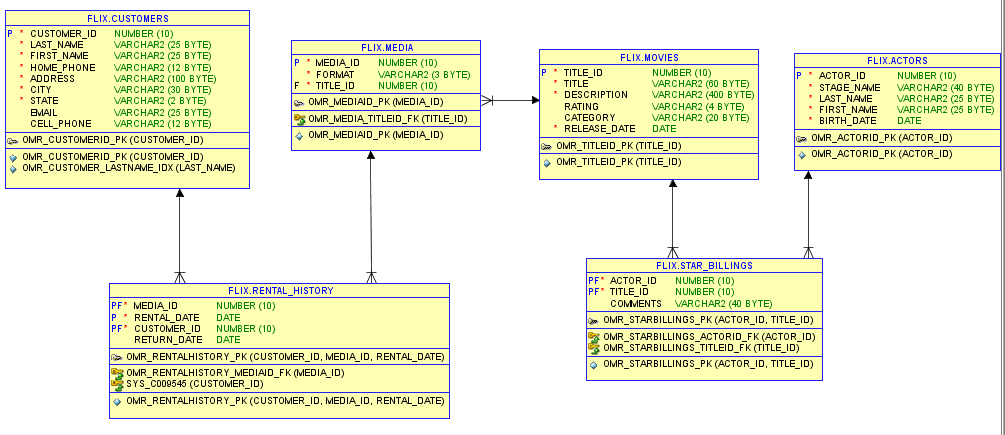 FLIX.CUSTOMERS
P * CUSTOMER_ID NUMBER (10)
* LAST_NAME VARCHAR2 (25 BYTE)
* FIRST_NAME VARCHAR2 (25 BYTE)
* HOME_PHONE VARCHAR2 (12 BYTE)
* ADDRESS VARCHAR2 (100 BYTE)
* CITY VARCHAR2 (30 BYTE)
* STATE VARCHAR2 (2 BYTE)
EMAIL VARCHAR2 (25 BYTE)
CELL_PHONE VARCHAR2 (12 BYTE)
OMR_CUSTOMERID_PK (CUSTOMER_ID)
OMR_CUSTOMERID_PK (CUSTOMER_ID)
OMR_CUSTOMER_LASTNAME_IDX (LAST_NAME)
FLIX.MEDIA
P * MEDIA_ID NUMBER (10)
* FORMAT VARCHAR2 (3 BYTE)
F * TITLE_ID NUMBER (10)
OMR_MEDIAID_PK (MEDIA_ID)
OMR_MEDIA_TITLEID_FK (TITLE_ID)
OMR_MEDIAID_PK (MEDIA_ID)
FLIX.MOVIES
P * TITLE_ID NUMBER (10)
* TITLE VARCHAR2 (60 BYTE)
* DESCRIPTION VARCHAR2 (400 BYTE)
RATING VARCHAR2 (4 BYTE)
CATEGORY VARCHAR2 (20 BYTE)
* RELEASE_DATE DATE
OMR_TITLEID_PK (TITLE_ID)
OMR_TITLEID_PK (TITLE_ID)
FLIX.ACTORS
P * ACTOR_ID NUMBER (10)
* STAGE_NAME VARCHAR2 (40 BYTE)
* LAST_NAME VARCHAR2 (25 BYTE)
* FIRST_NAME VARCHAR2 (25 BYTE)
* BIRTH_DATE DATE
OMR_ACTORID_PK (ACTOR_ID)
OMR_ACTORID_PK (ACTOR_ID)
FLIX.RENTAL_HISTORY
PF* MEDIA_ID NUMBER (10)
P * RENTAL_DATE DATE
PF* CUSTOMER_ID NUMBER (10)
RETURN_DATE DATE
OMR_RENTALHISTORY_PK (CUSTOMER_ID, MEDIA_ID, RENTAL_DATE)
OMR_RENTALHISTORY_MEDIAID_FK (MEDIA_ID)
SYS_C009545 (CUSTOMER_ID)
OMR_RENTALHISTORY_PK (CUSTOMER_ID, MEDIA_ID, RENTAL_DATE)
FLIX.STAR_BILLINGS
PF* ACTOR_ID NUMBER (10)
PF* TITLE_ID NUMBER (10)
COMMENTS VARCHAR2 (40 BYTE)
OMR_STARBILLINGS_PK (ACTOR_ID, TITLE_ID)
OMR_STARBILLINGS_ACTORID_FK (ACTOR_ID)
OMR_STARBILLINGS_TITLEID_FK (TITLE_ID)
OMR_STARBILLINGS_PK (ACTOR_ID, TITLE_ID)